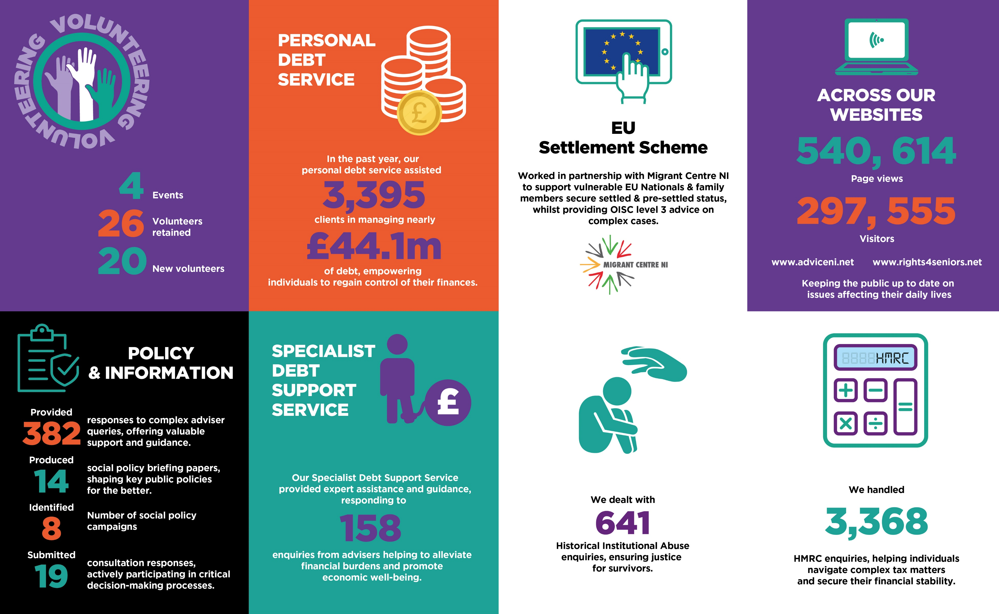 VOLUNTEERING VOLUNTEERING
4
Events
26
Volunteers
retained
20
New volunteers
PERSONAL
DEBT
SERVICE
£
In the past year, our
personal debt service assisted
3,395
clients in managing nearly
£44.1m
of debt, empowering
individuals to regain control of their finances.
EU
Settlement Scheme
Worked in partnership with Migrant Centre NI
to support vulnerable EU Nationals & family
members secure settled & pre-settled status,
whilst providing OISC level 3 advice on
complex cases.
MIGRANT CENTRE NI
ACROSS OUR
WEBSITES
540, 614
Page views
297, 555
Visitors
www.adviceni.net www.rights4seniors.net
Keeping the public up to date on
issues affecting their daily lives
POLICY
& INFORMATION
Provided
382
responses to complex adviser
queries, offering valuable
support and guidance.
Produced
14
social policy briefing papers,
shaping key public policies
for the better.
Identified
8
Number of social policy
campaigns
Submitted
19
consultation responses,
actively participating in critical
decision-making processes.
SPECIALIST
DEBT
SUPPORT
SERVICE
£
Our Specialist Debt Support Service
provided expert assistance and guidance,
responding to
158
enquiries from advisers helping to alleviate
financial burdens and promote
economic well-being.
We dealt with
641
Historical Institutional Abuse
enquiries, ensuring justice
for survivors.
HMRC
+ −
=
× ÷
We handled
3,368
HMRC enquiries, helping individuals
navigate complex tax matters
and secure their financial stability.